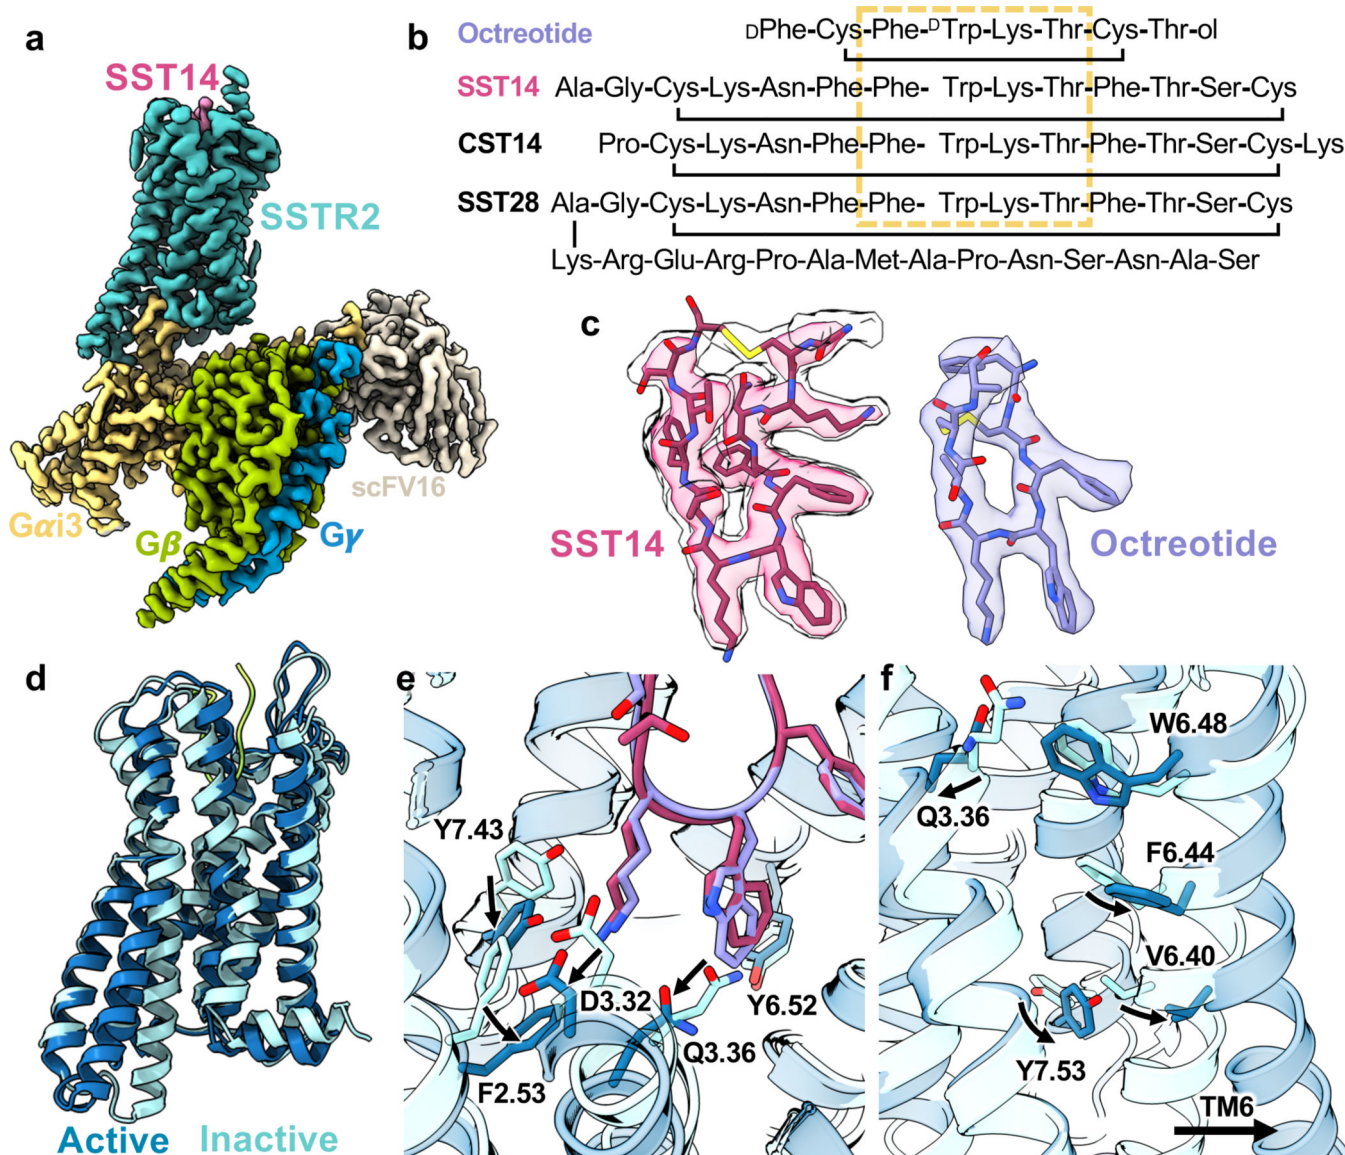 a
SST14
SSTR2
scFV16
Gαi3
Gβ
Gγ
b
Octreotide DPhe-Cys-Phe-DTrp-Lys-Thr-Cys-Thr-ol
SST14 Ala-Gly-Cys-Lys-Asn-Phe-Phe- Trp-Lys-Thr-Phe-Thr-Ser-Cys
CST14 Pro-Cys-Lys-Asn-Phe-Phe- Trp-Lys-Thr-Phe-Thr-Ser-Cys-Lys
SST28 Ala-Gly-Cys-Lys-Asn-Phe-Phe- Trp-Lys-Thr-Phe-Thr-Ser-Cys
Lys-Arg-Glu-Arg-Pro-Ala-Met-Ala-Pro-Asn-Ser-Asn-Ala-Ser
c
SST14
Octreotide
d
Active Inactive
e
Y7.43
D3.32
Y6.52
Q3.36
F2.53
f
W6.48
Q3.36
F6.44
V6.40
Y7.53
TM6